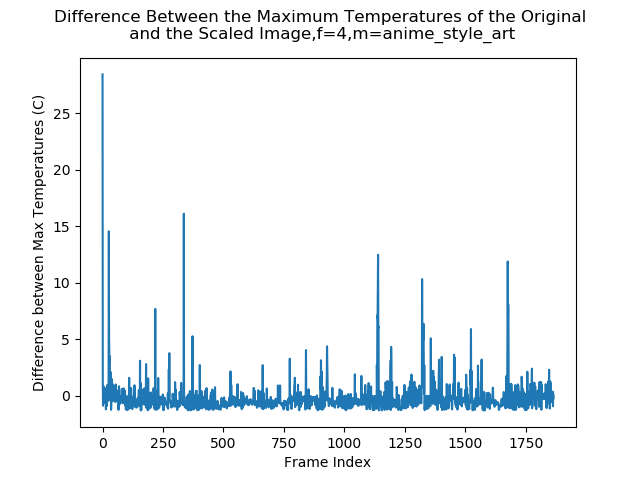 Difference Between the Maximum Temperatures of the Original
and the Scaled Image,f=4,m=anime_style_art
Difference between Max Temperatures (C)
25
20
15
10
5
0
0 250 500 750 1000 1250 1500 1750
Frame Index